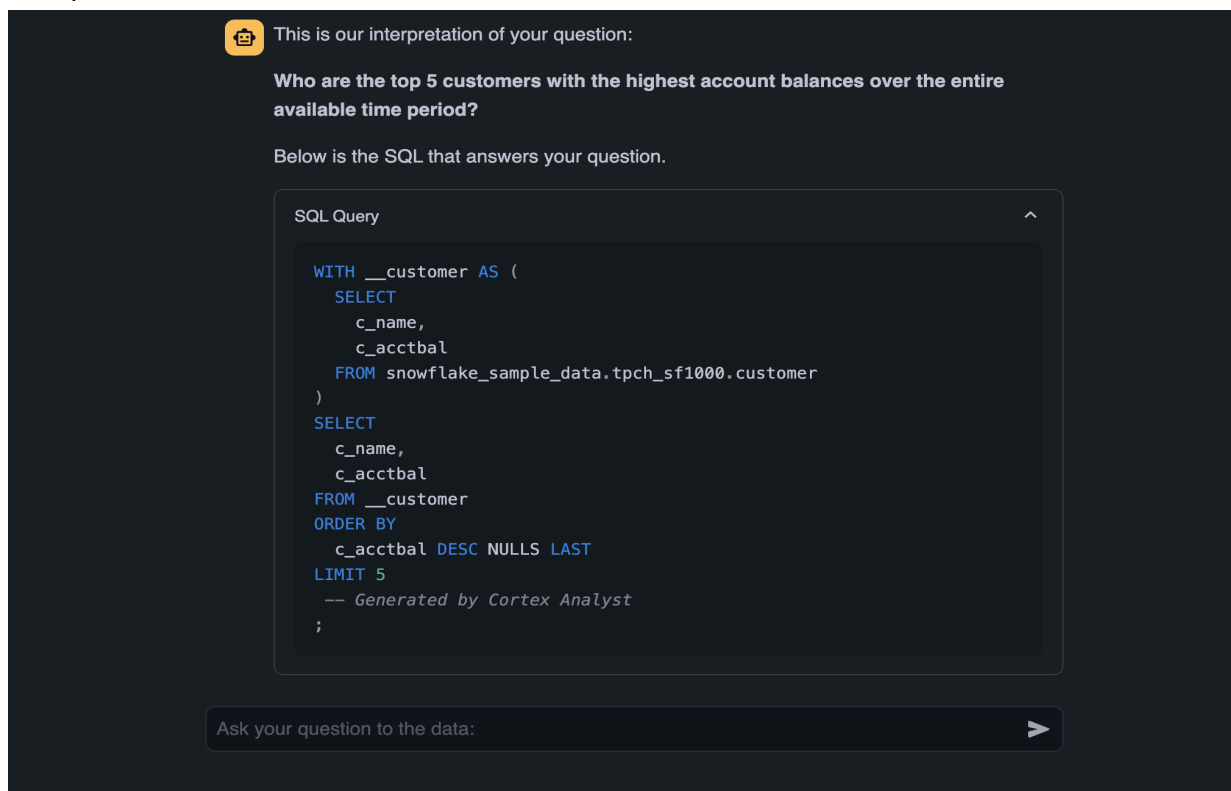 This is our interpretation of your question:
Who are the top 5 customers with the highest account balances over the entire
available time period?
Below is the SQL that answers your question.
SQL Query
WITH __customer AS (
  SELECT
    c_name,
    c_acctbal
  FROM snowflake_sample_data.tpch_sf1000.customer
)
SELECT
  c_name,
  c_acctbal
FROM __customer
ORDER BY
  c_acctbal DESC NULLS LAST
LIMIT 5
 -- Generated by Cortex Analyst
;
Ask your question to the data: